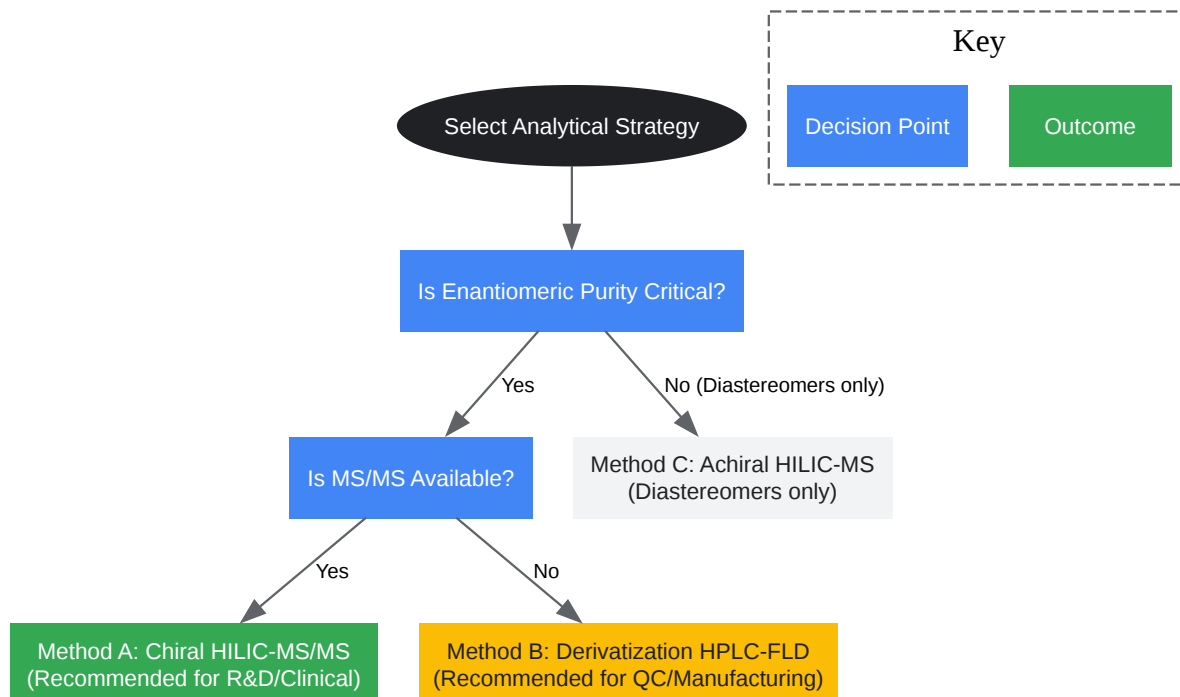 Key
Select Analytical Strategy
Decision Point
Outcome
Is Enantiomeric Purity Critical?
Yes
No (Diastereomers only)
Is MS/MS Available?
Method C: Achiral HILIC-MS
(Diastereomers only)
Yes
No
Method A: Chiral HILIC-MS/MS
(Recommended for R&D/Clinical)
Method B: Derivatization HPLC-FLD
(Recommended for QC/Manufacturing)